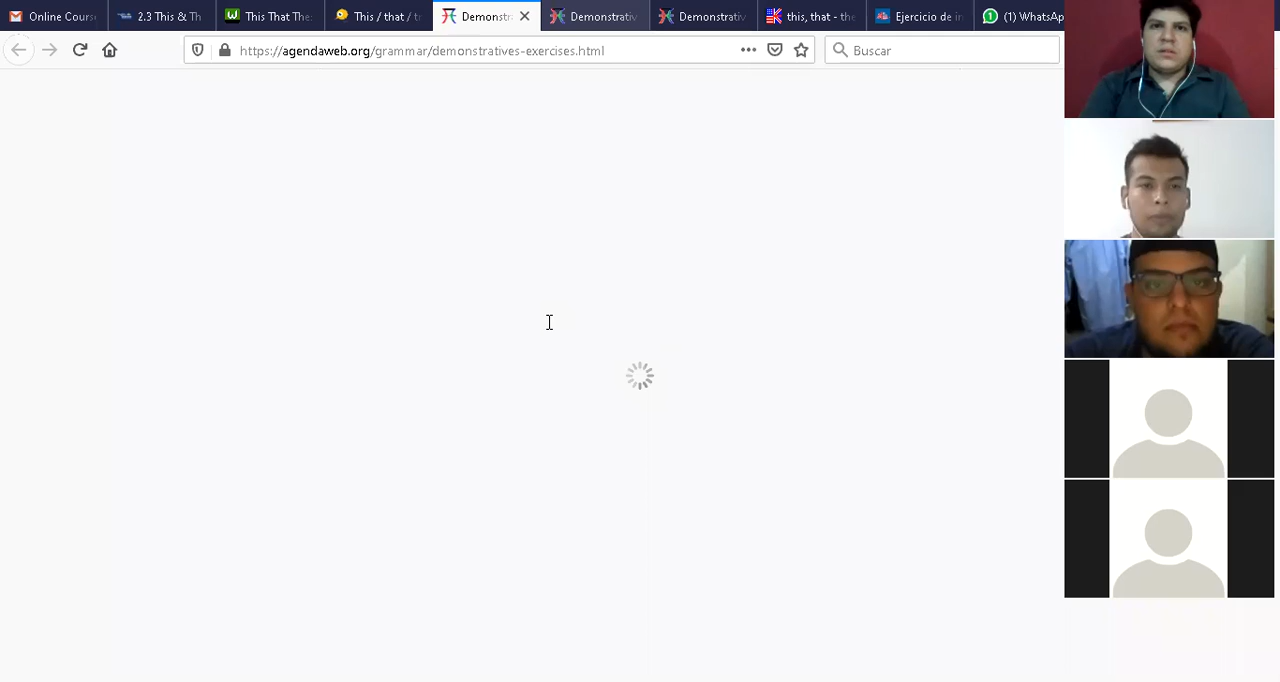 Online Cours
2.3 This & Th
This That The
This / that / t
Demonstr
Demonstrativ
Demonstrativ
this, that - the
Ejercicio de i
(1) WhatsAp
https://agendaweb.org/grammar/demonstratives-exercises.html
Buscar